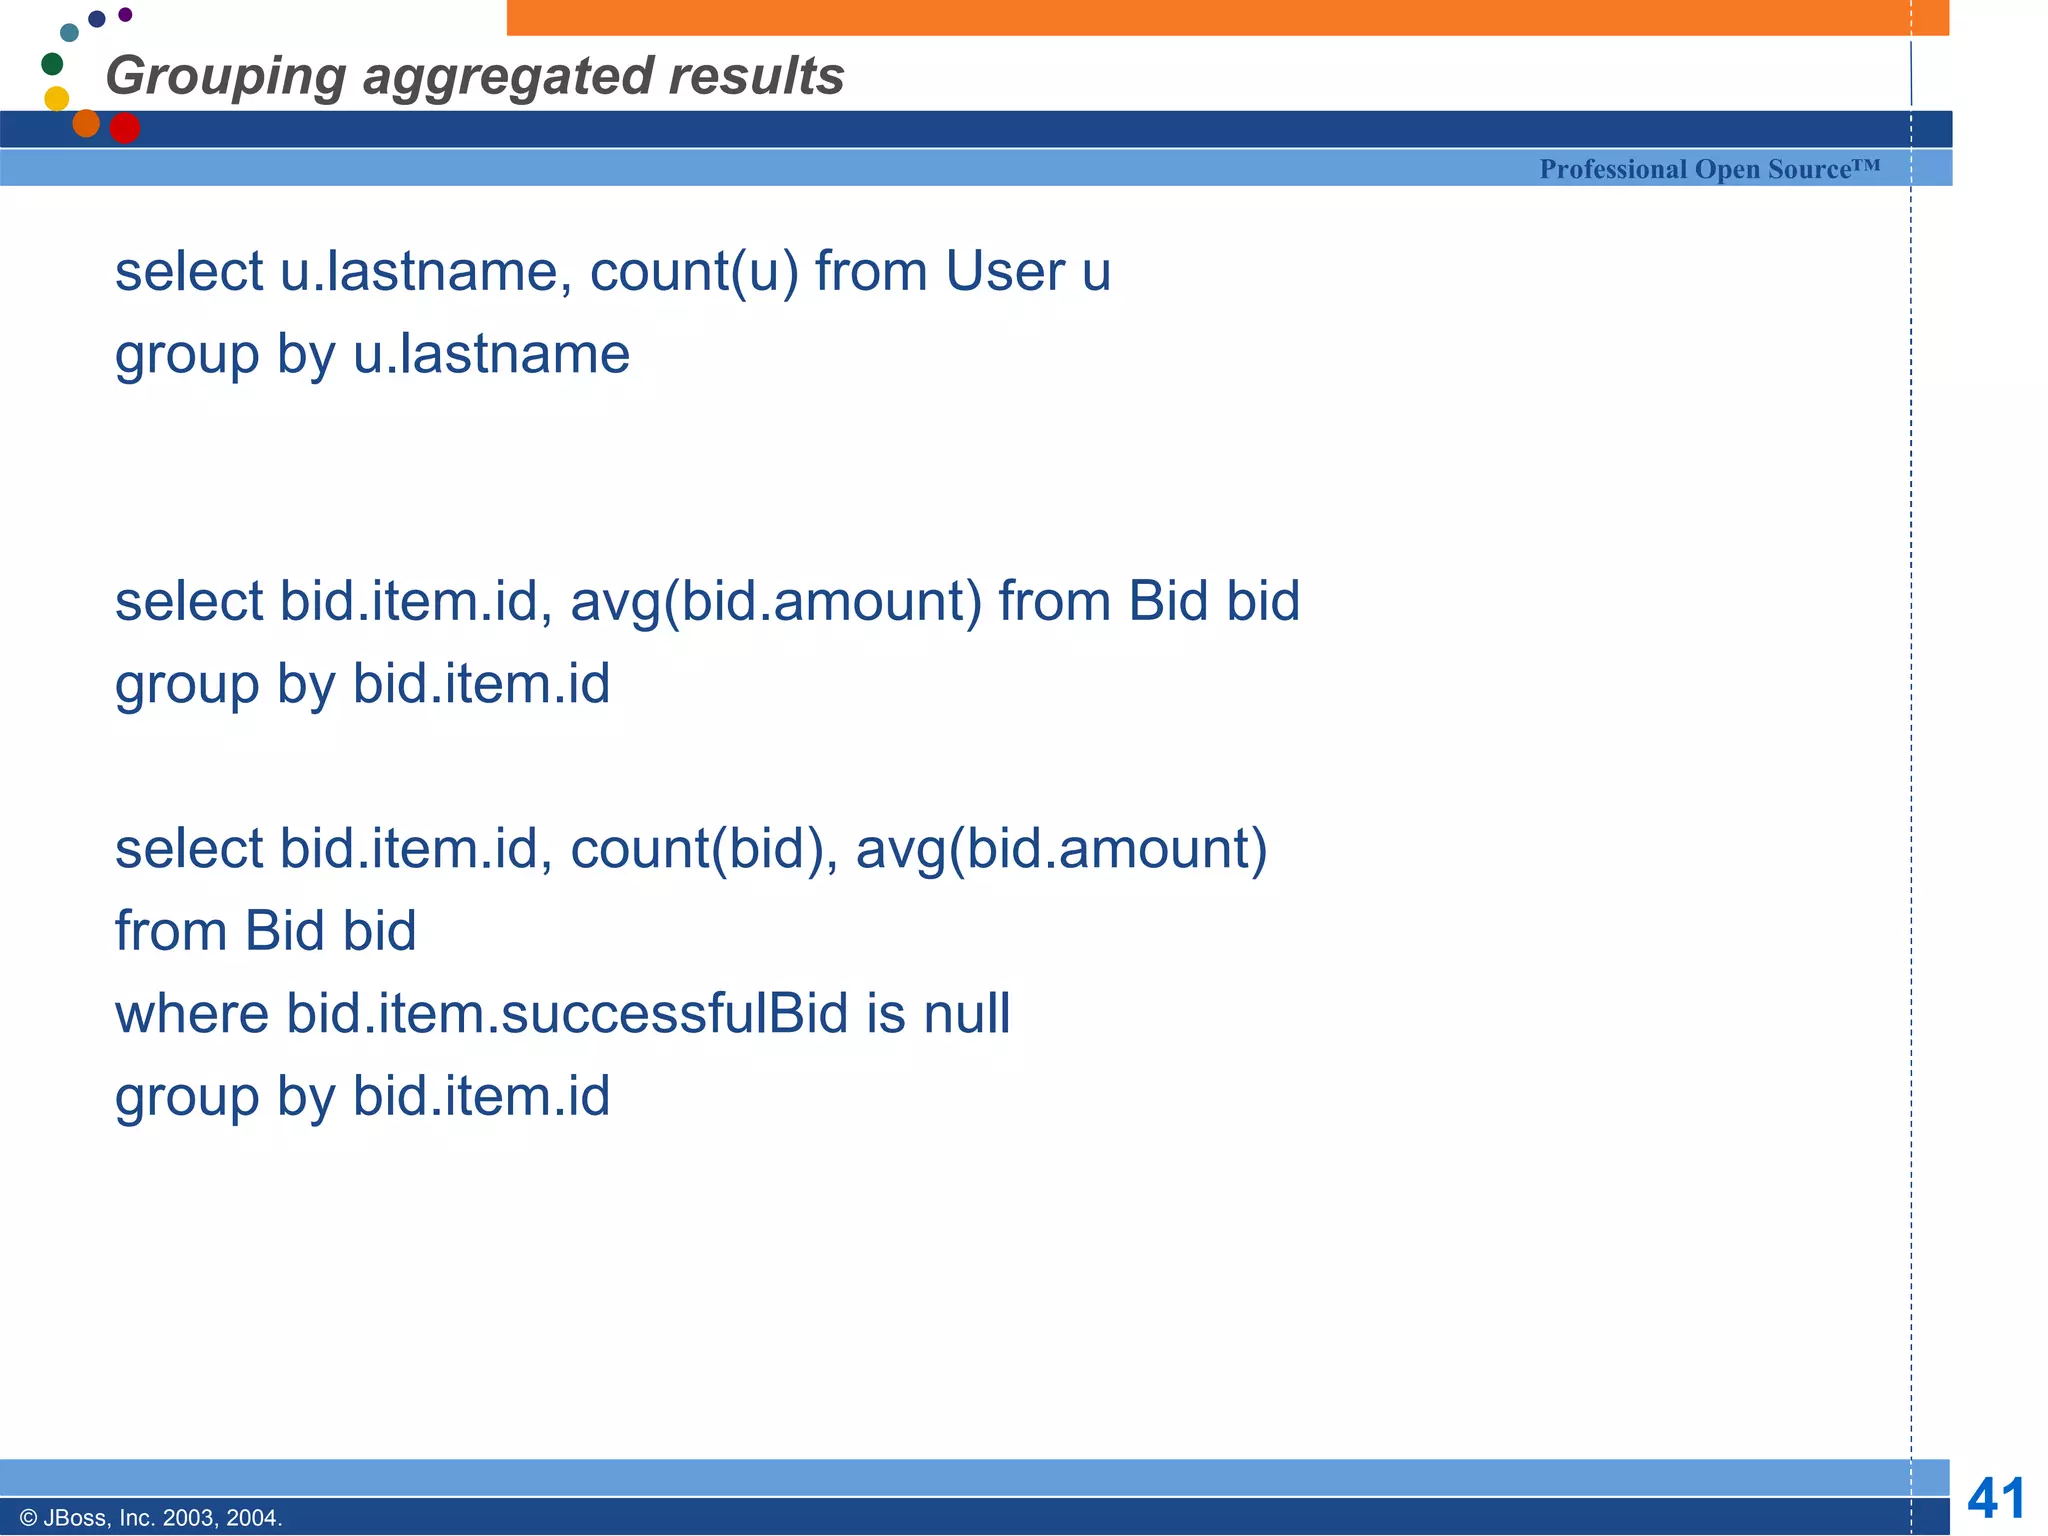 Grouping aggregated results
Professional Open Source™
select u.lastname, count(u) from User u
group by u.lastname
select bid.item.id, avg(bid.amount) from Bid bid
group by bid.item.id
select bid.item.id, count(bid), avg(bid.amount)
from Bid bid
where bid.item.successfulBid is null
group by bid.item.id
© JBoss, Inc. 2003, 2004.
41